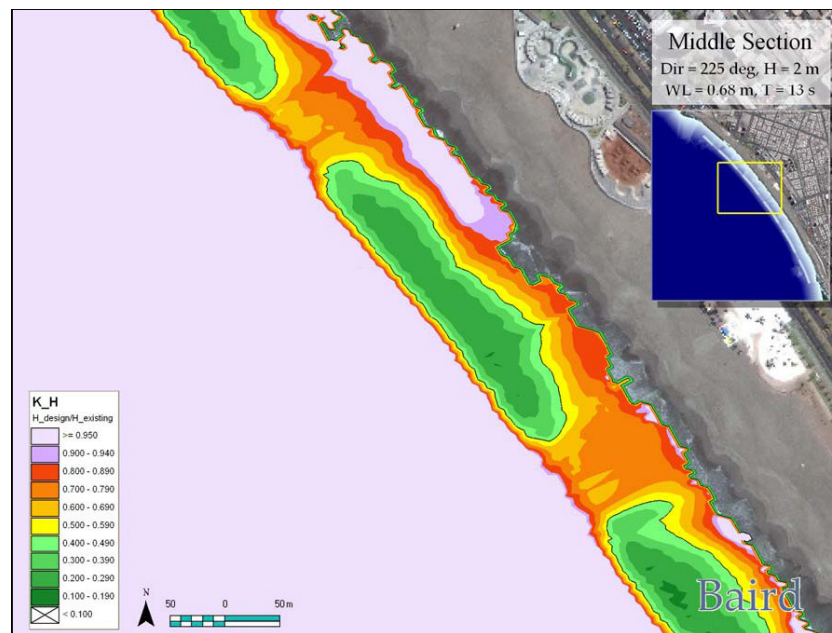 Middle Section
Dir = 225 deg, H = 2 m
WL = 0.68 m, T = 13 s
K_H
H_design/H_existing
>= 0.950
0.900 - 0.940
0.800 - 0.890
0.700 - 0.790
0.600 - 0.690
0.500 - 0.590
0.400 - 0.490
0.300 - 0.390
0.200 - 0.290
0.100 - 0.190
< 0.100
N
50 0 50 m
Baird